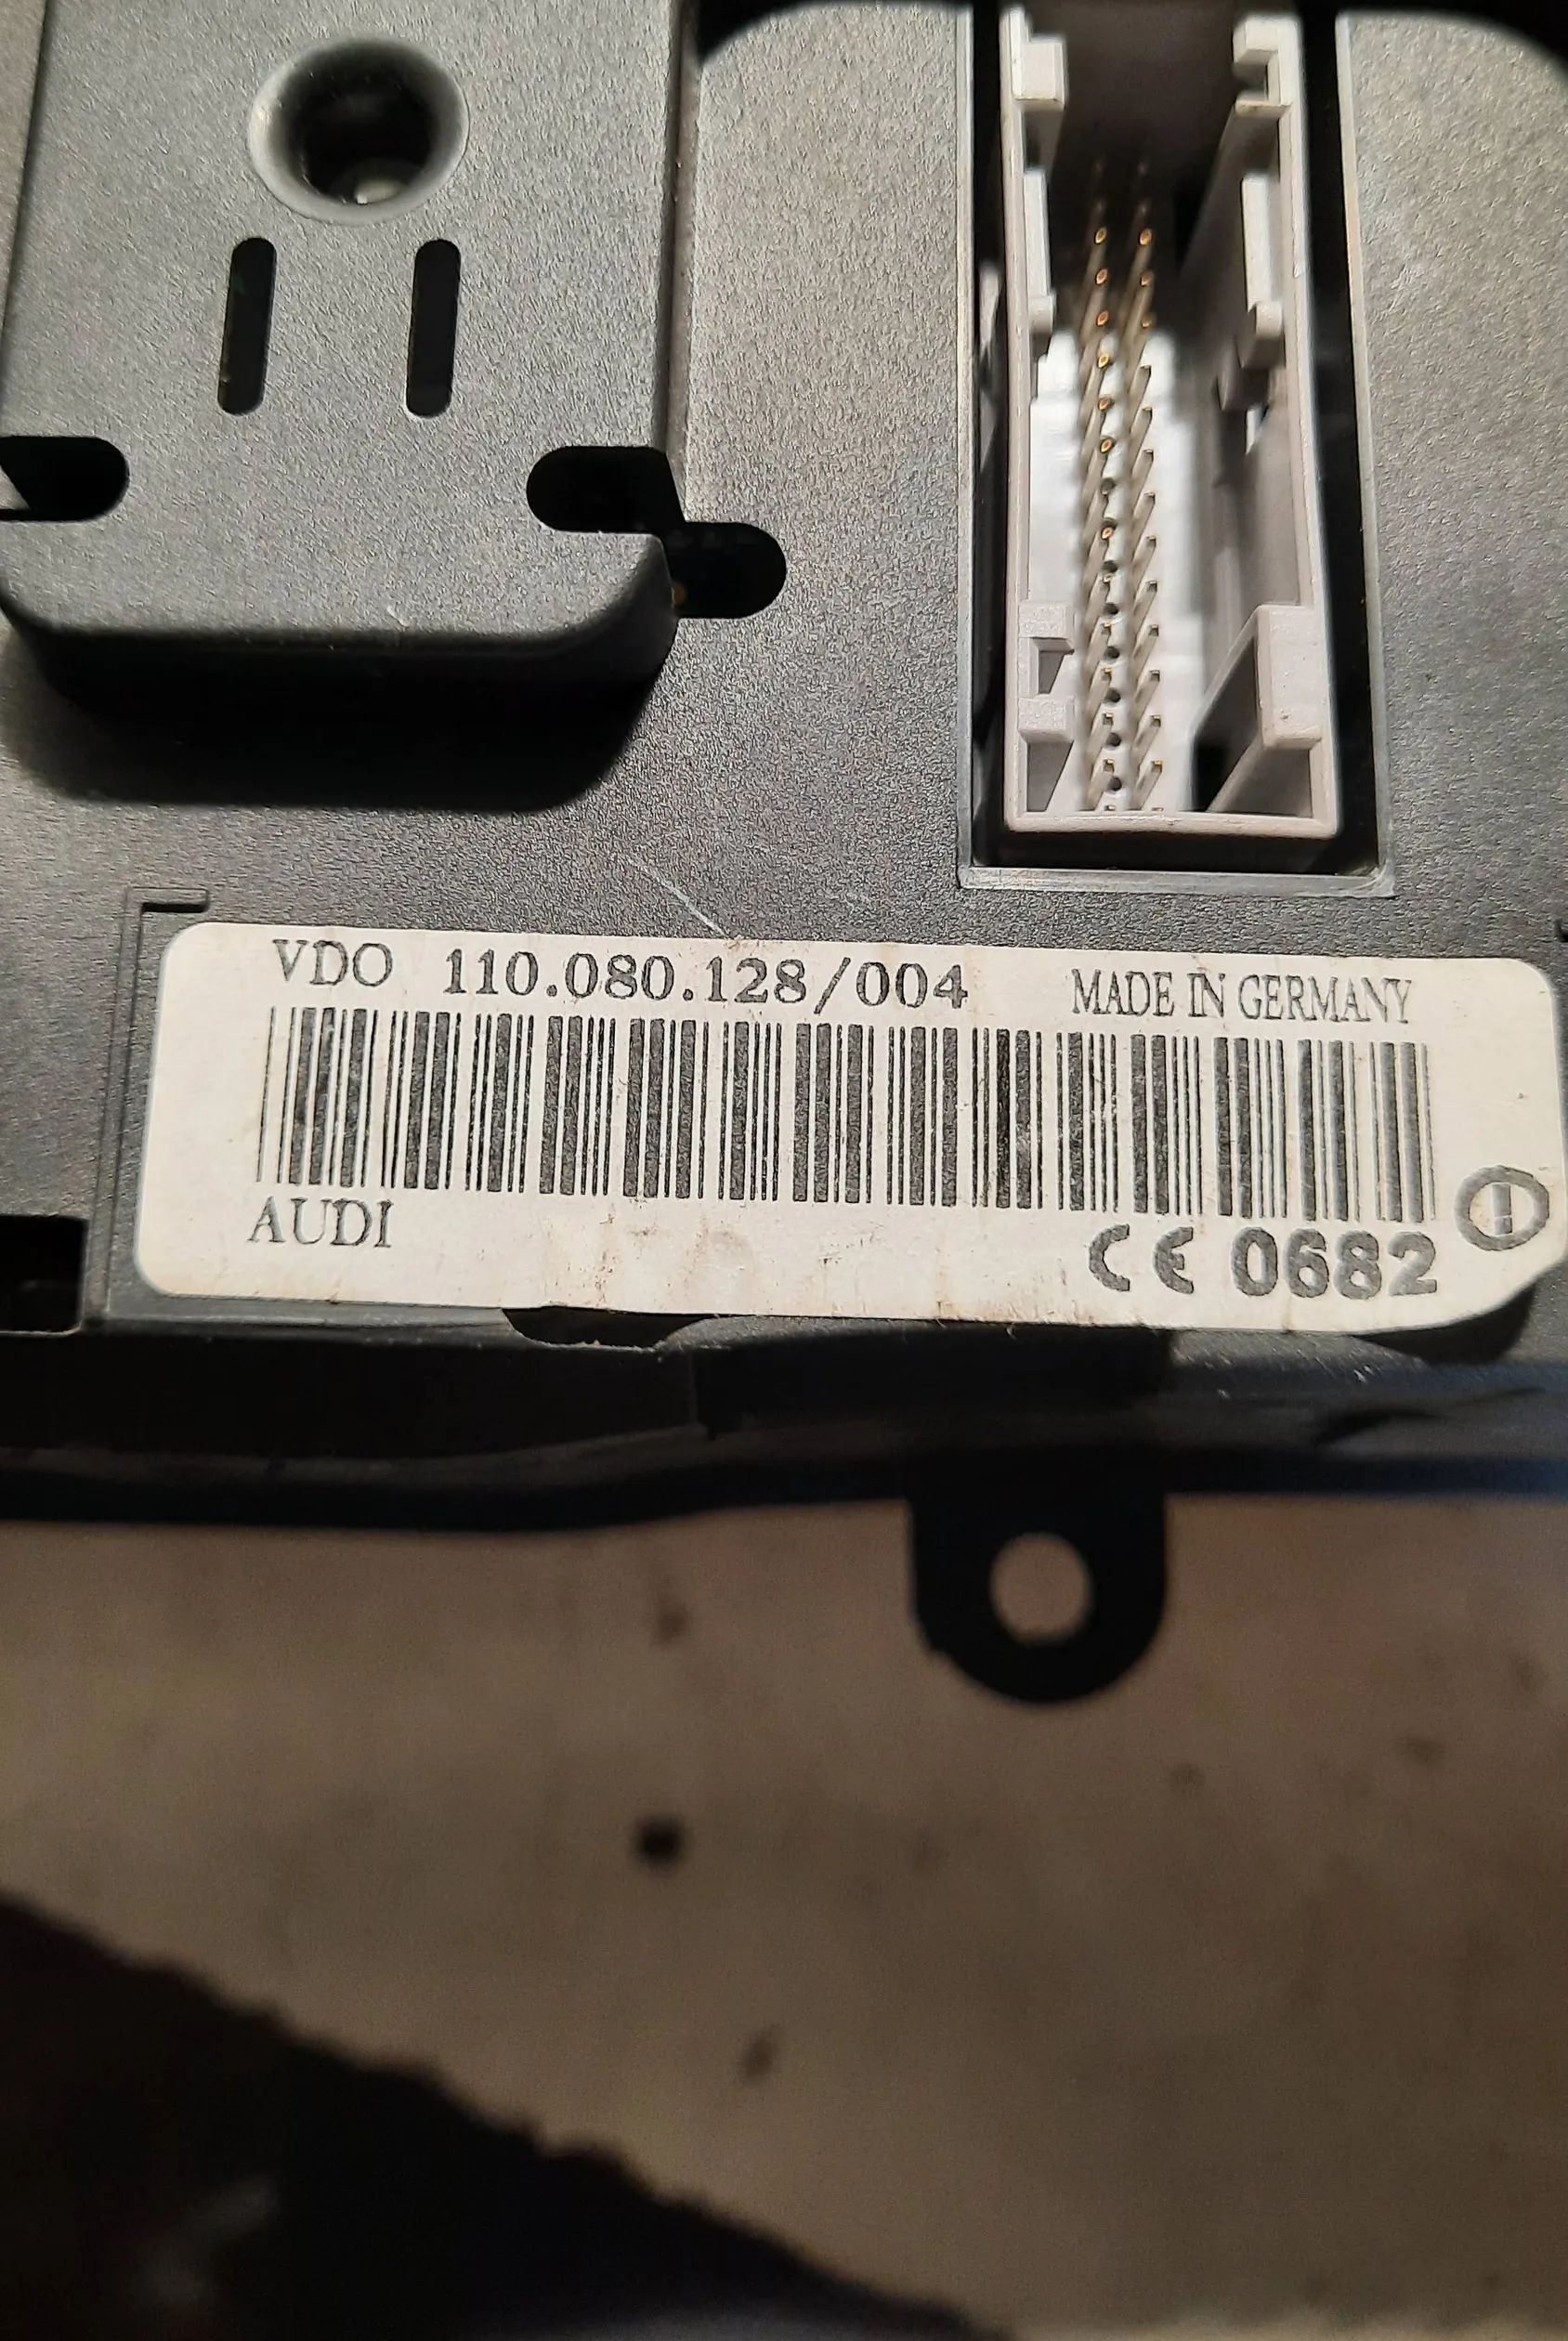 VDO 110.080.128/004 MADE IN GERMANY
AUDI CE 0682